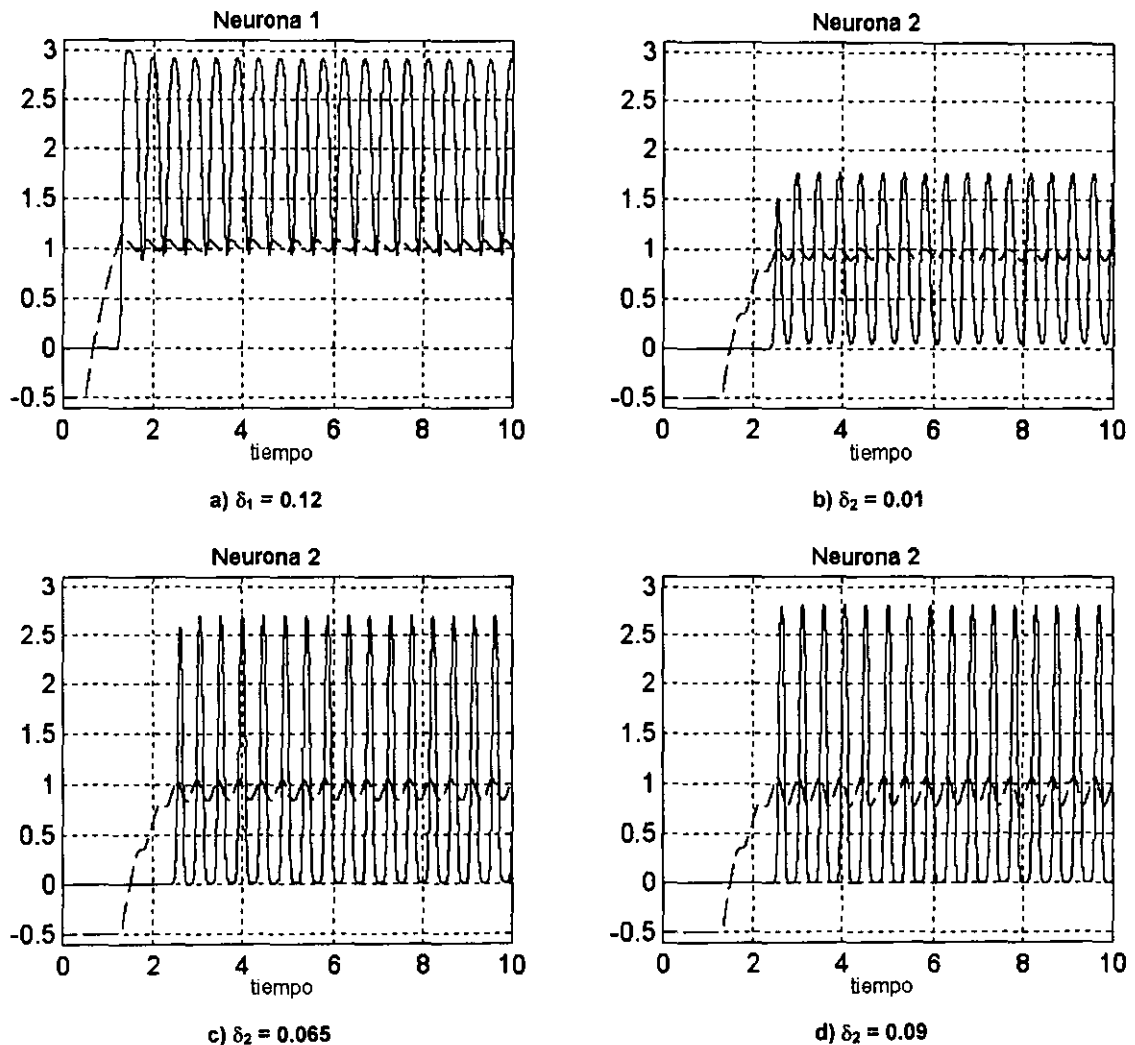 Neurona 1
3
2.5
2
1.5
1
0.5
0
-0.5
0 2 4 6 8 10
tiempo
a) δ₁ = 0.12
Neurona 2
3
2.5
2
1.5
1
0.5
0
-0.5
0 2 4 6 8 10
tiempo
b) δ₂ = 0.01
Neurona 2
3
2.5
2
1.5
1
0.5
0
-0.5
0 2 4 6 8 10
tiempo
c) δ₂ = 0.065
Neurona 2
3
2.5
2
1.5
1
0.5
0
-0.5
0 2 4 6 8 10
tiempo
d) δ₂ = 0.09